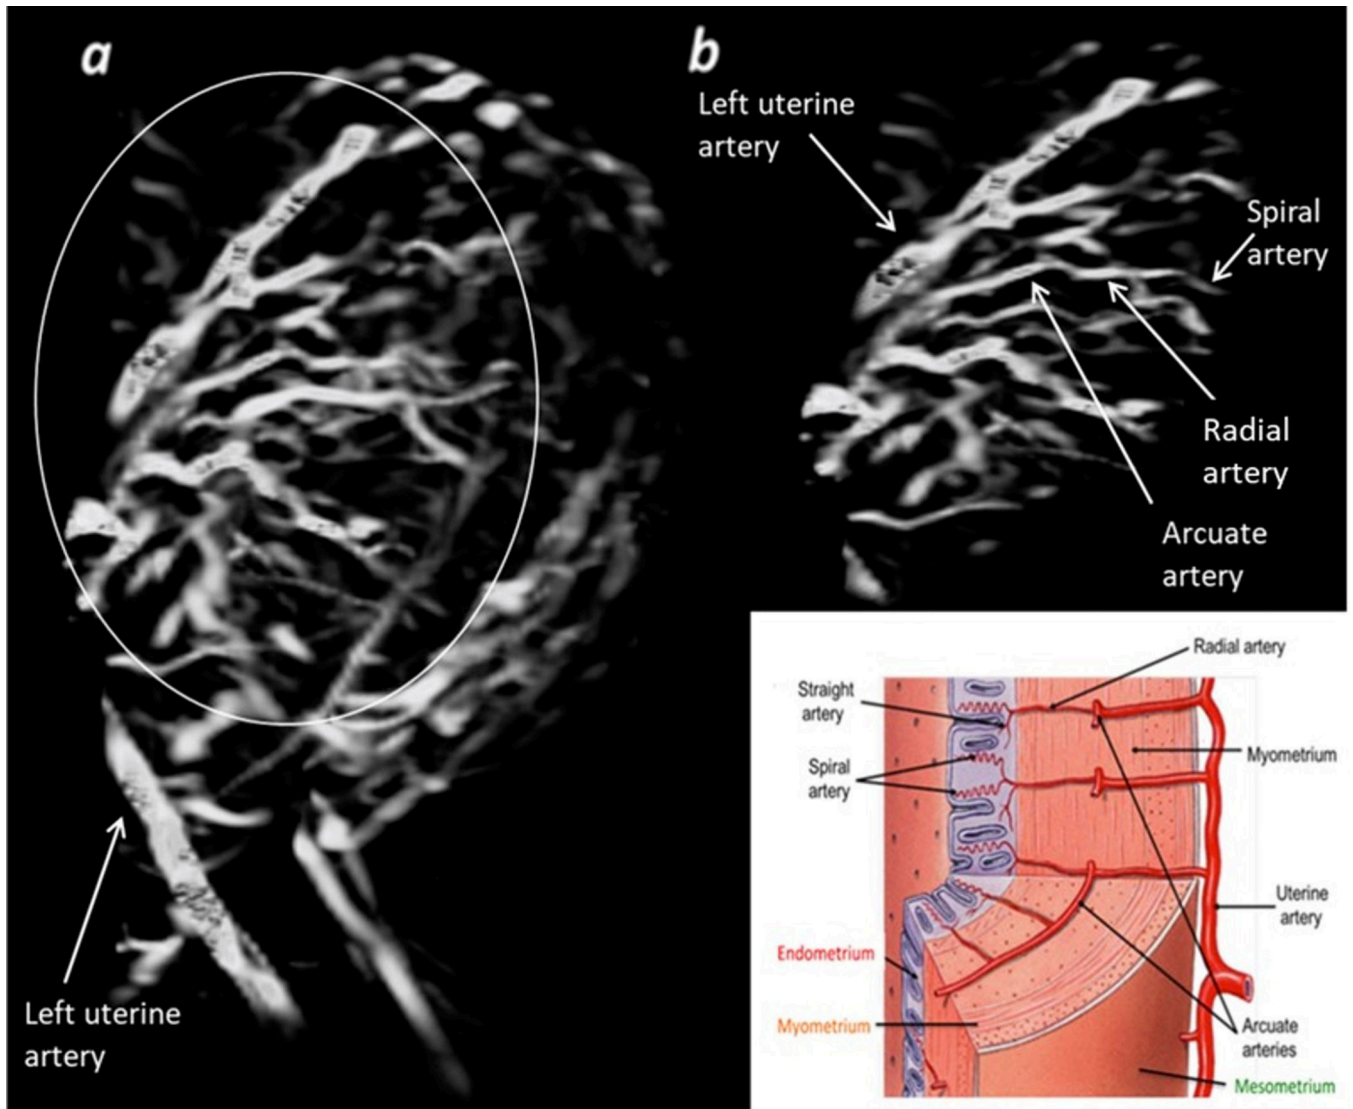 a
Left uterine
artery
b
Left uterine
artery
Spiral
artery
Radial
artery
Arcuate
artery
Radial artery
Straight
artery
Myometrium
Spiral
artery
Uterine
artery
Endometrium
Myometrium
Arcuate
arteries
Mesometrium